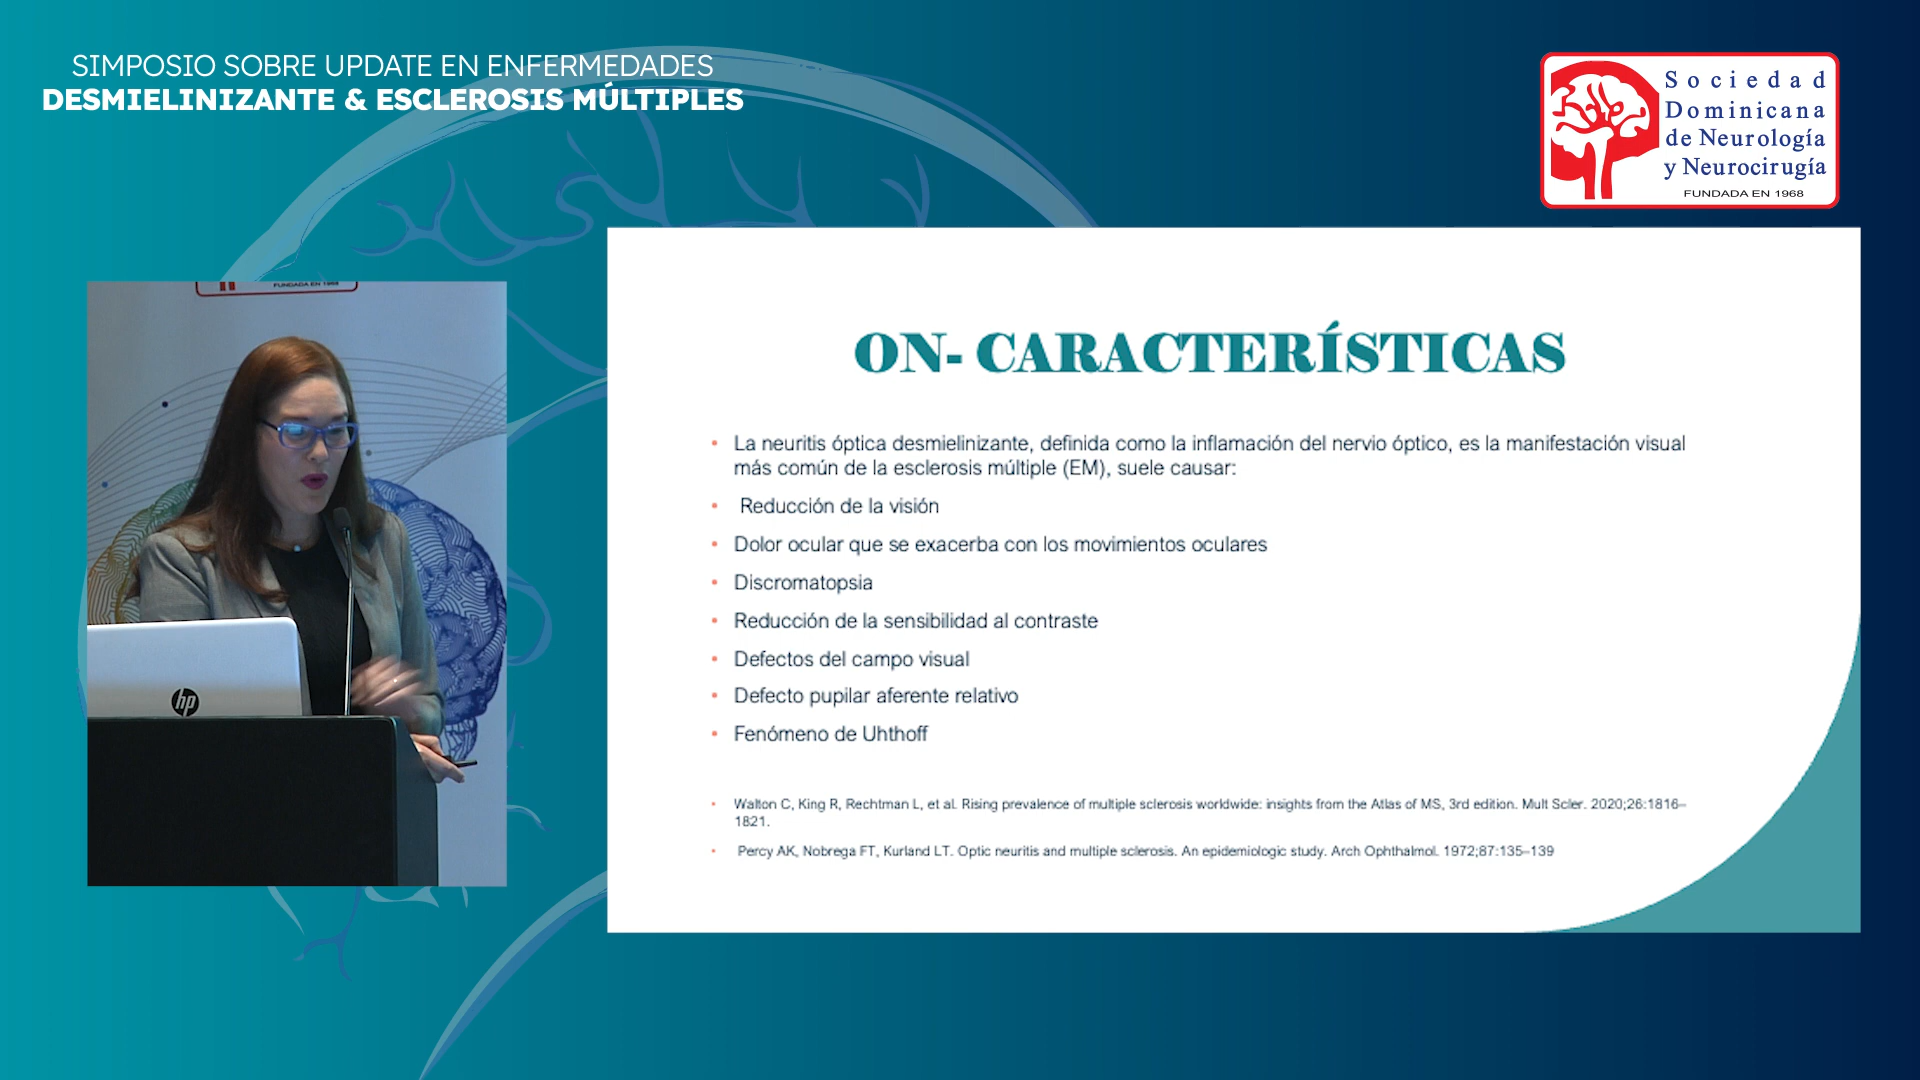 SIMPOSIO SOBRE UPDATE EN ENFERMEDADES
DESMIELINIZANTE & ESCLEROSIS MÚLTIPLES
Sociedad
Dominicana
de Neurología
y Neurocirugía
FUNDADA EN 1968
FUNDADA EN 1968
hp
ON- CARACTERÍSTICAS
• La neuritis óptica desmielinizante, definida como la inflamación del nervio óptico, es la manifestación visual
más común de la esclerosis múltiple (EM), suele causar:
• Reducción de la visión
• Dolor ocular que se exacerba con los movimientos oculares
• Discromatopsia
• Reducción de la sensibilidad al contraste
• Defectos del campo visual
• Defecto pupilar aferente relativo
• Fenómeno de Uhthoff
• Walton C, King R, Rechtman L, et al. Rising prevalence of multiple sclerosis worldwide: insights from the Atlas of MS, 3rd edition. Mult Scler. 2020;26:1816–
1821.
• Percy AK, Nobrega FT, Kurland LT. Optic neuritis and multiple sclerosis. An epidemiologic study. Arch Ophthalmol. 1972;87:135–139